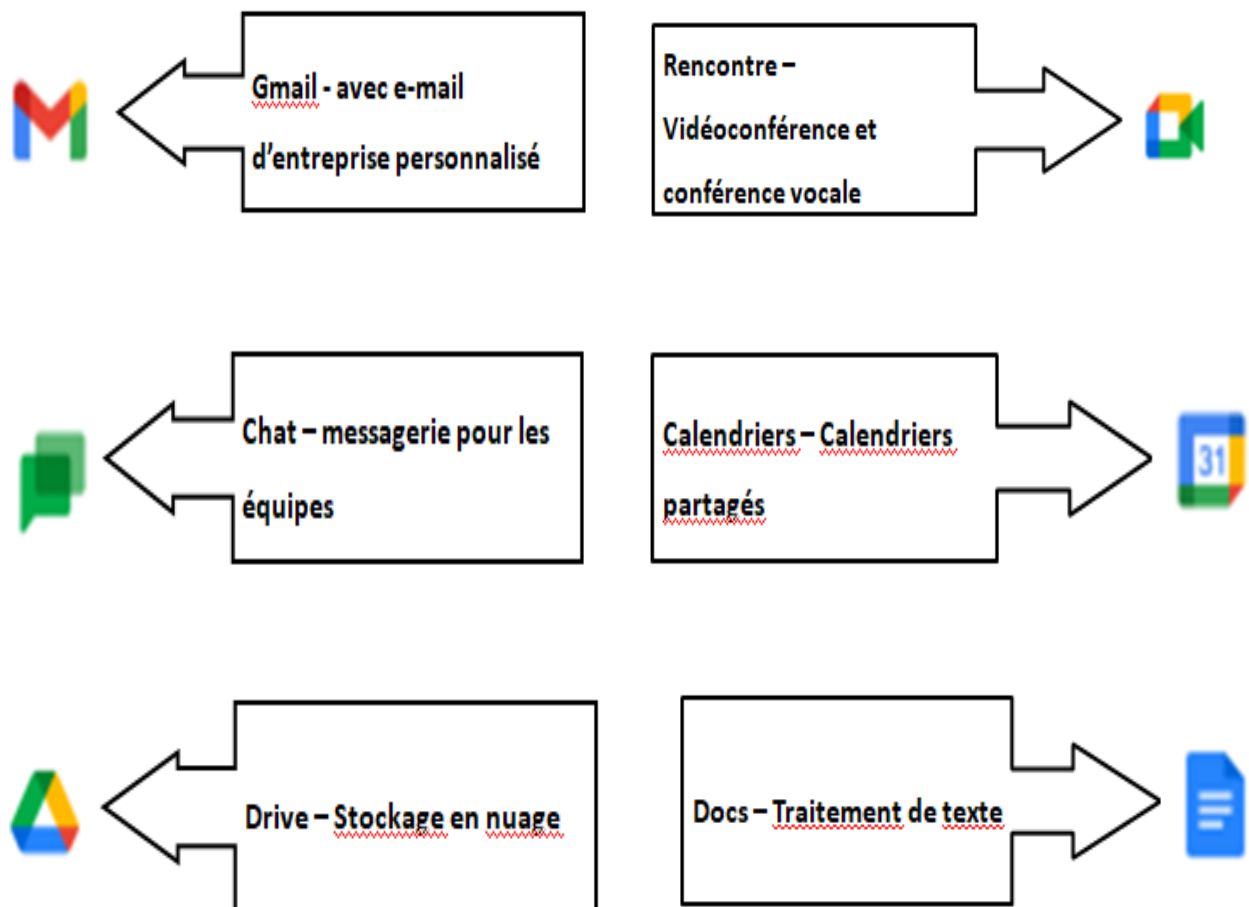 Gmail - avec e-mail
d’entreprise personnalisé
Rencontre –
Vidéoconférence et
conférence vocale
Chat – messagerie pour les
équipes
Calendriers – Calendriers
partagés
31
Drive – Stockage en nuage
Docs – Traitement de texte